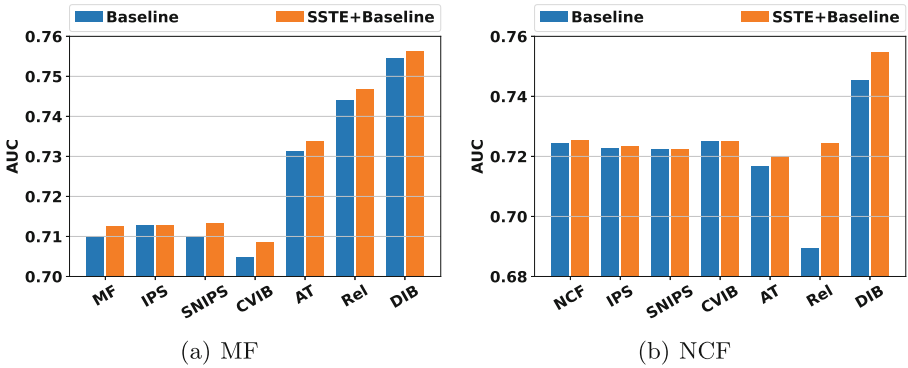 Baseline SSTE+Baseline
0.76
0.75
0.74
0.73
0.72
0.71
0.70
AUC
MF IPS SNIPS CVIB AT Rel DIB
(a) MF
Baseline SSTE+Baseline
0.76
0.74
0.72
0.70
0.68
AUC
NCF IPS SNIPS CVIB AT Rel DIB
(b) NCF